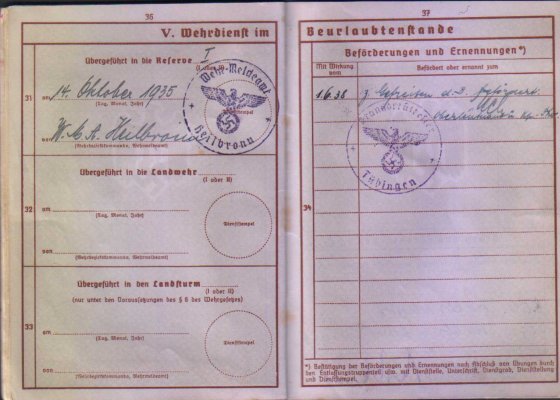 36
V. Wehrdienst im
Übergeführt in die Reserve I
(I oder II)
31
am 14. Oktober 1935
(Tag, Monat, Jahr)
von W.M.A. Heilbronn
(Wehrbezirkskommando, Wehrmeldeamt)
Wehr-Meldeamt
Heilbronn
Übergeführt in die Landwehr
(I oder II)
32
am
(Tag, Monat, Jahr)
Dienststempel
von
(Wehrbezirkskommando, Wehrmeldeamt)
Übergeführt in den Landsturm
(I oder II)
(nur unter den Voraussetzungen des § 6 des Wehrgesetzes)
33
am
(Tag, Monat, Jahr)
Dienststempel
von
(Wehrbezirkskommando, Wehrmeldeamt)
37
Beurlaubtenstande
Beförderungen und Ernennungen*)
Mit Wirkung vom
Befördert oder ernannt zum
1.6.38
Tübingen
34
*) Bestätigung der Beförderungen und Ernennungen nach Abschluß von Übungen durch
den Entlassungstruppenteil usw. mit Dienststelle, Unterschrift, Dienstgrad, Dienststellung
und Dienststempel.